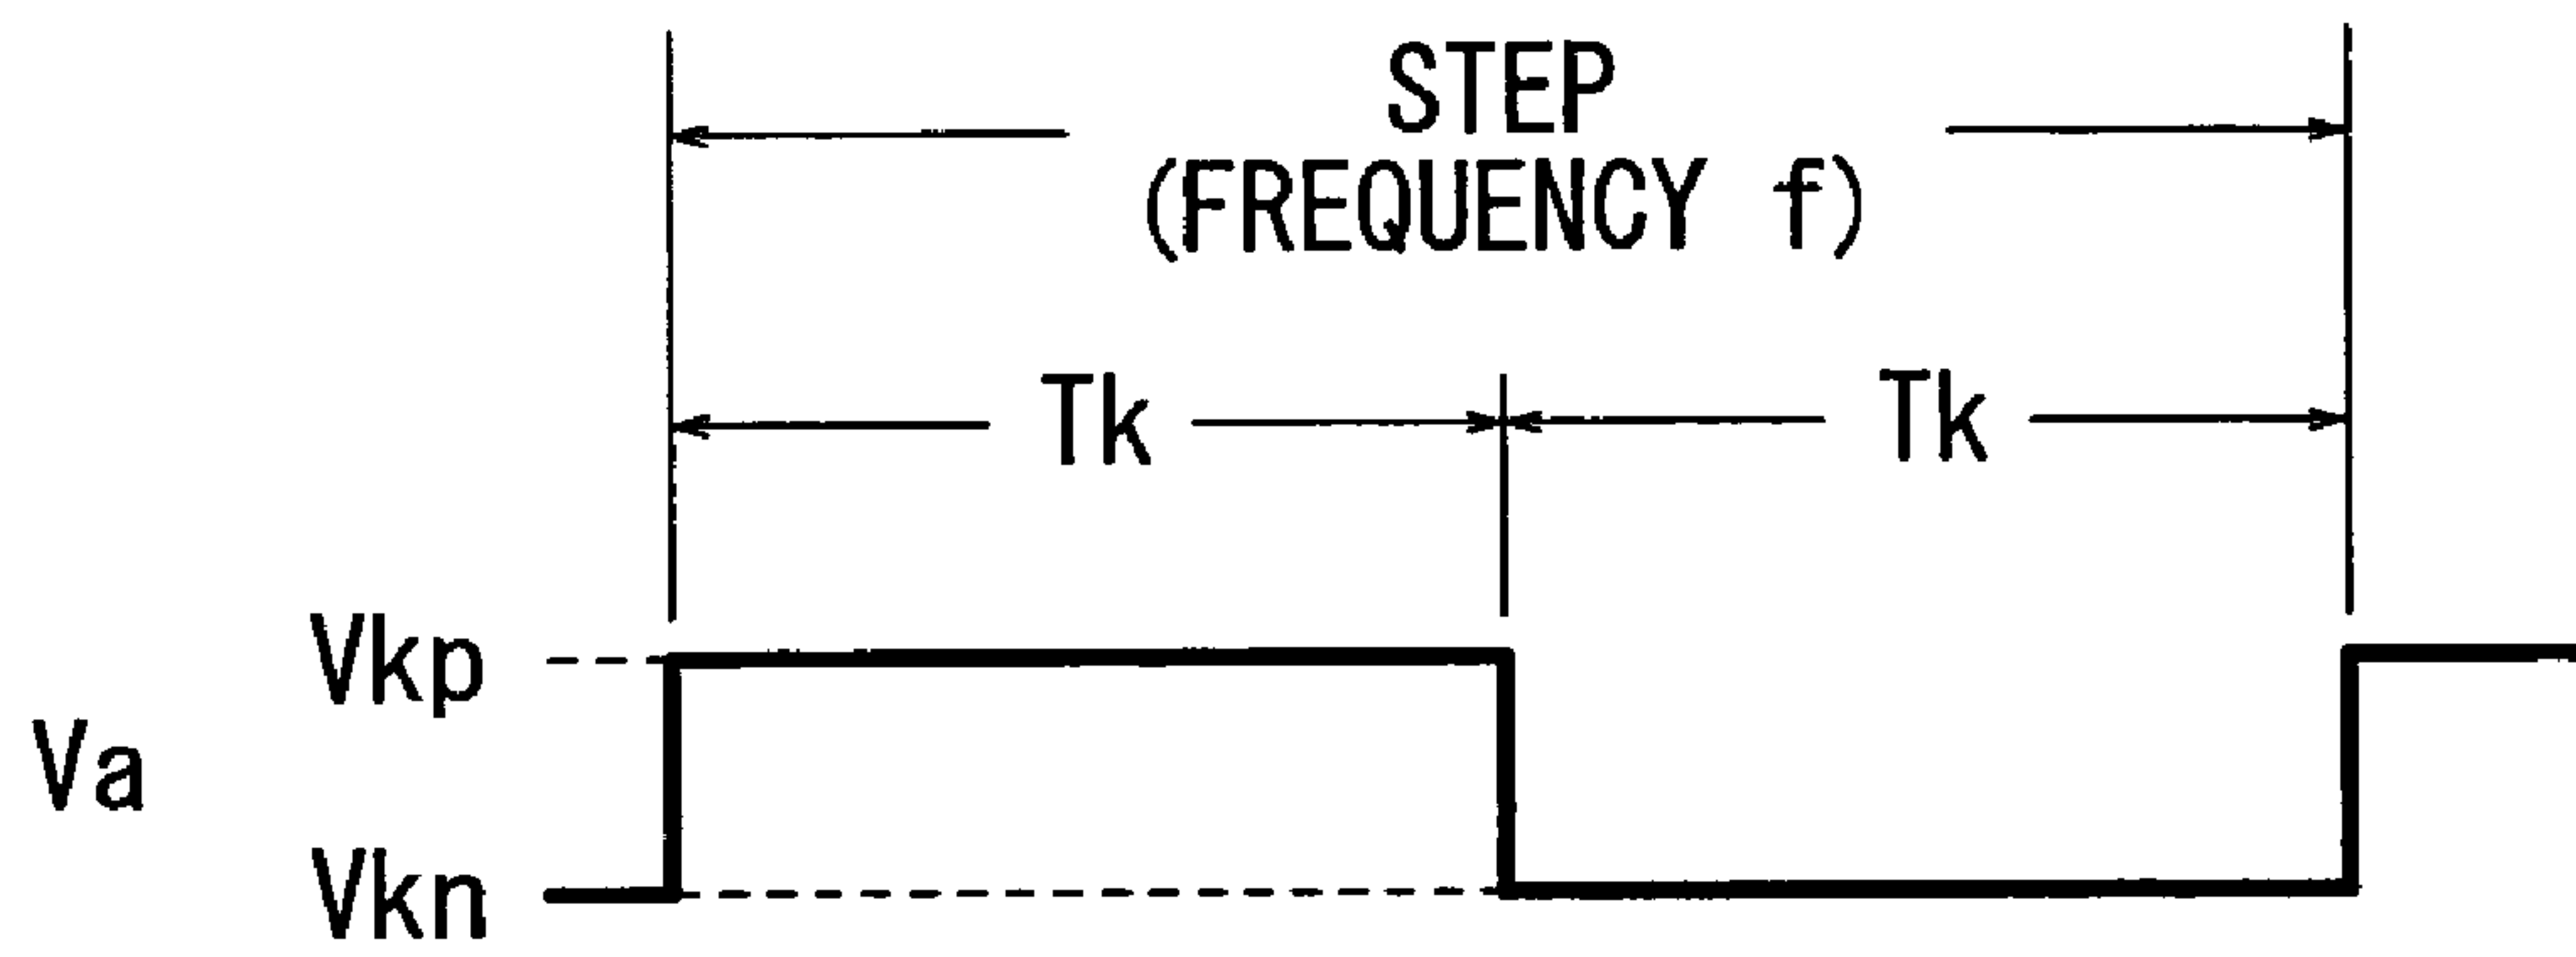 STEP
(FREQUENCY f)
Tk Tk
Vkp
Va
Vkn